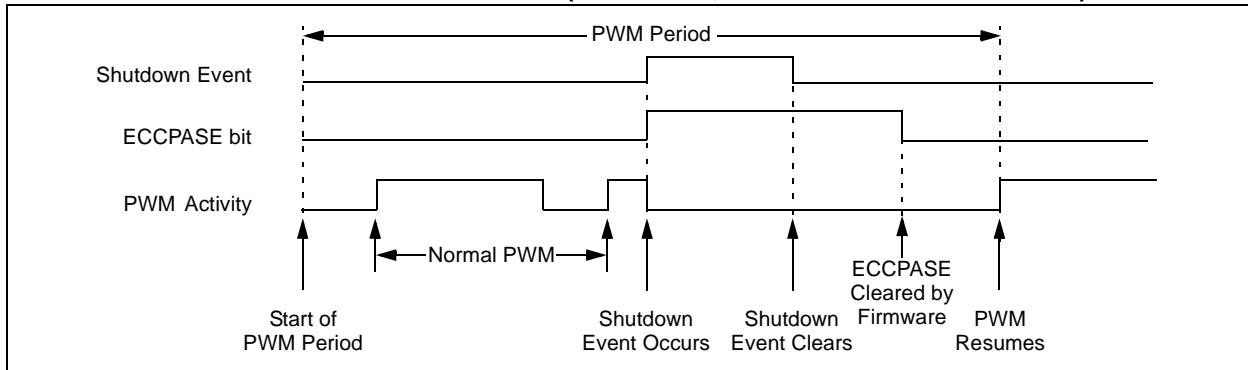 PWM Period
Shutdown Event
ECCPASE bit
PWM Activity
Normal PWM
Start of
PWM Period
Shutdown
Event Occurs
Shutdown
Event Clears
ECCPASE
Cleared by
Firmware
PWM
Resumes